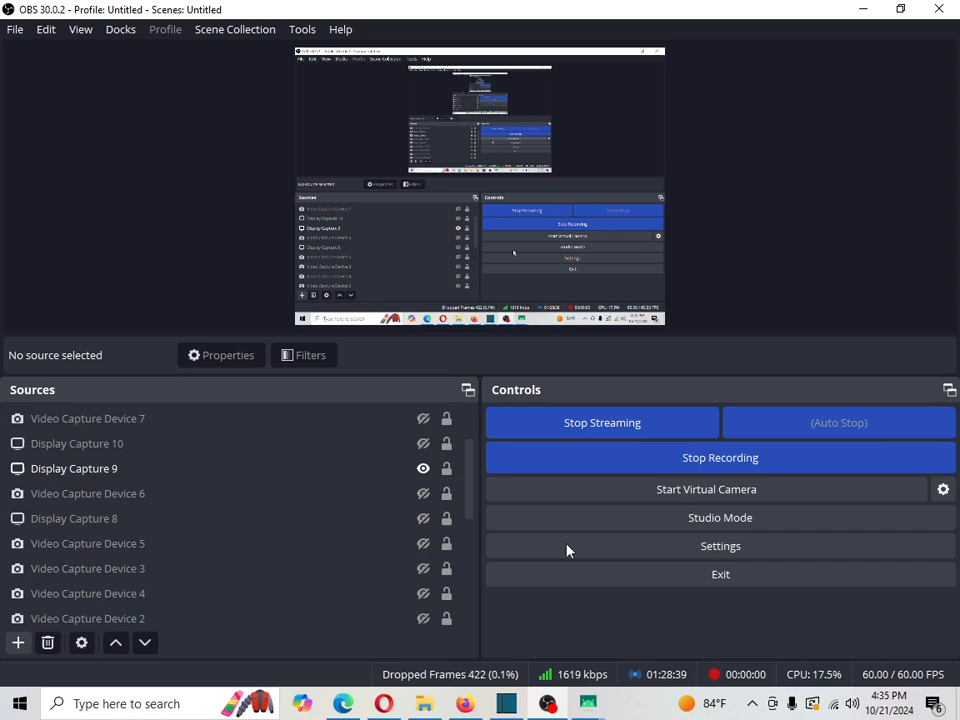 OBS 30.0.2 - Profile: Untitled - Scenes: Untitled
File Edit View Docks Profile Scene Collection Tools Help
No source selected Properties Filters
Sources
Video Capture Device 7
Display Capture 10
Display Capture 9
Video Capture Device 6
Display Capture 8
Video Capture Device 5
Video Capture Device 3
Video Capture Device 4
Video Capture Device 2
Controls
Stop Streaming (Auto Stop)
Stop Recording
Start Virtual Camera
Studio Mode
Settings
Exit
Dropped Frames 422 (0.1%) 1619 kbps 01:28:39 00:00:00 CPU: 17.5% 60.00 / 60.00 FPS
Type here to search 84°F 4:35 PM
10/21/2024 6